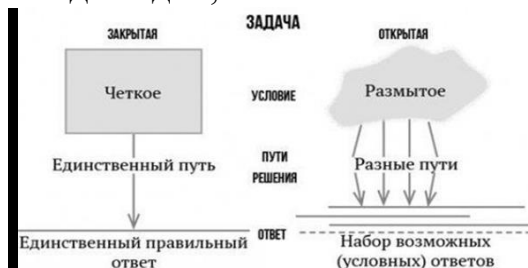 ЗАДАЧА
ЗАКРЫТАЯ
ОТКРЫТАЯ
Четкое
УСЛОВИЕ
Размытое
Единственный путь
ПУТИ
РЕШЕНИЯ
Разные пути
Единственный правильный
ответ
ОТВЕТ
Набор возможных
(условных) ответов